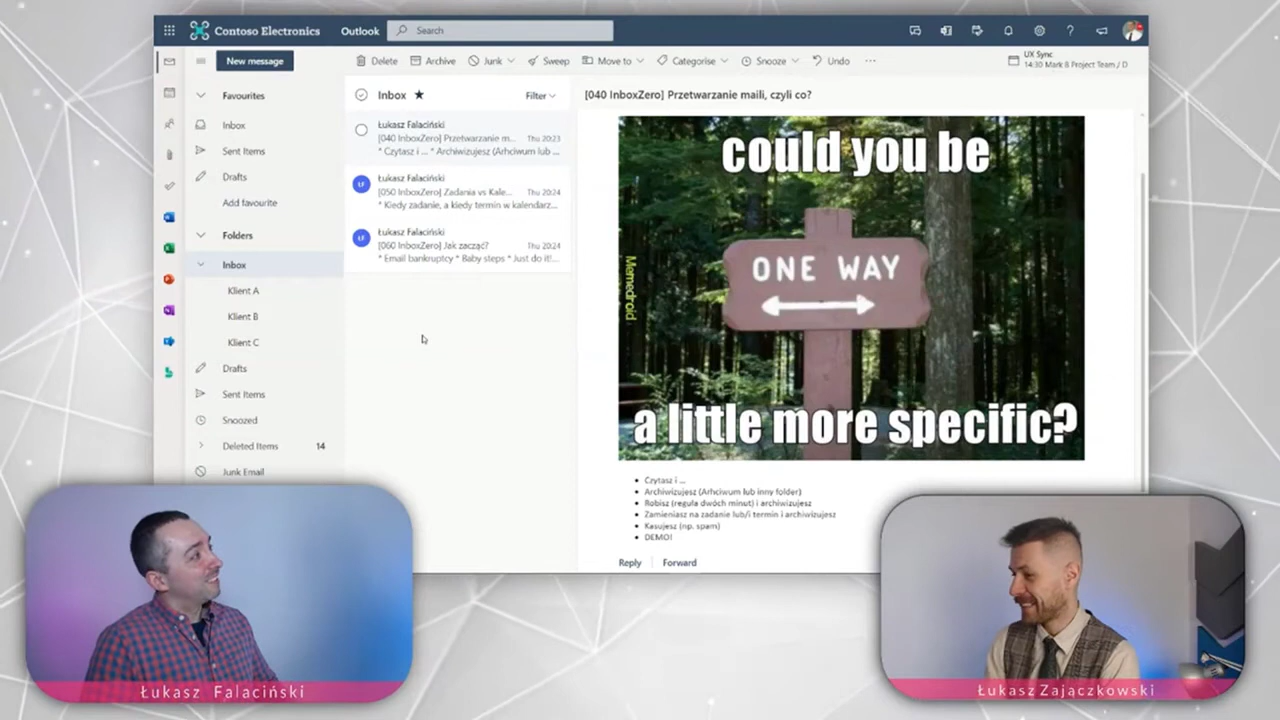 Contoso Electronics
Outlook
Search
New message
Delete
Archive
Junk
Sweep
Move to
Categorise
Snooze
Undo
UX Sync
14:30 Mark 8 Project Team / D
Favourites
Inbox
Sent Items
Drafts
Add favourite
Folders
Inbox
Klient A
Klient B
Klient C
Drafts
Sent Items
Snoozed
Deleted Items 14
Junk Email
Inbox ★
Filter
Łukasz Falaciński
[040 InboxZero] Przetwarzanie m... Thu 20:23
* Czytasz i ... * Archiwizujesz (Arhciwum lub ...
LF
Łukasz Falaciński
[050 InboxZero] Zadania vs Kale... Thu 20:24
* Kiedy zadanie, a kiedy termin w kalendarz...
LF
Łukasz Falaciński
[060 InboxZero] Jak zacząć? Thu 20:24
* Email bankruptcy * Baby steps * Just do it!...
[040 InboxZero] Przetwarzanie maili, czyli co?
could you be
ONE WAY
Memedroid
a little more specific?
• Czytasz i ...
• Archiwizujesz (Arhciwum lub inny folder)
• Robisz (reguła dwóch minut) i archiwizujesz
• Zamieniasz na zadanie lub/i termin i archiwizujesz
• Kasujesz (np. spam)
• DEMO!
Reply
Forward
Łukasz Falaciński
Łukasz Zajączkowski